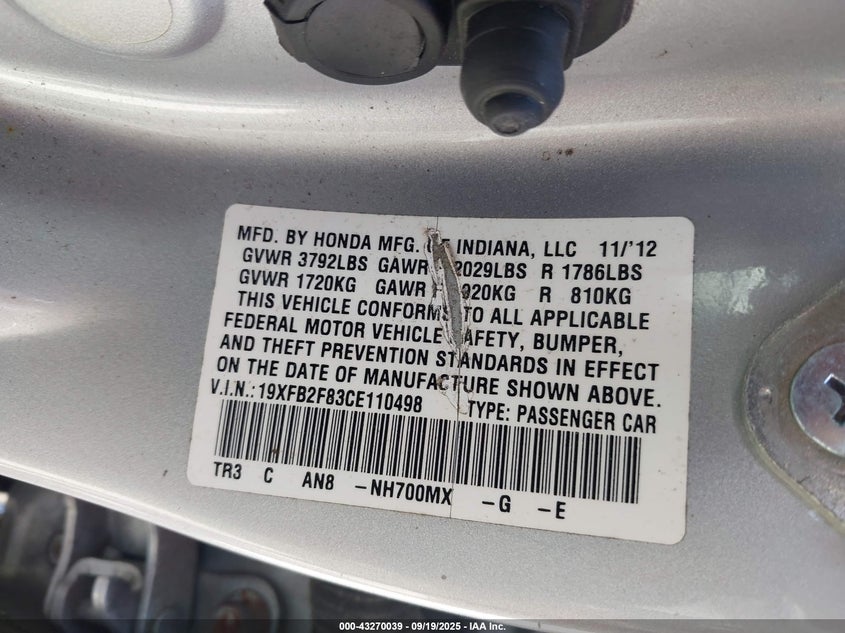 MFD. BY HONDA MFG. INDIANA, LLC 11/'12
GVWR 3792LBS GAWR 2029LBS R 1786LBS
GVWR 1720KG GAWR 920KG R 810KG
THIS VEHICLE CONFORMS TO ALL APPLICABLE
FEDERAL MOTOR VEHICLE SAFETY, BUMPER,
AND THEFT PREVENTION STANDARDS IN EFFECT
ON THE DATE OF MANUFACTURE SHOWN ABOVE.
V.I.N.: 19XFB2F83CE110498 TYPE: PASSENGER CAR
TR3 C AN8 -NH700MX -G -E
000-43270039 - 09/19/2025 - IAA Inc.